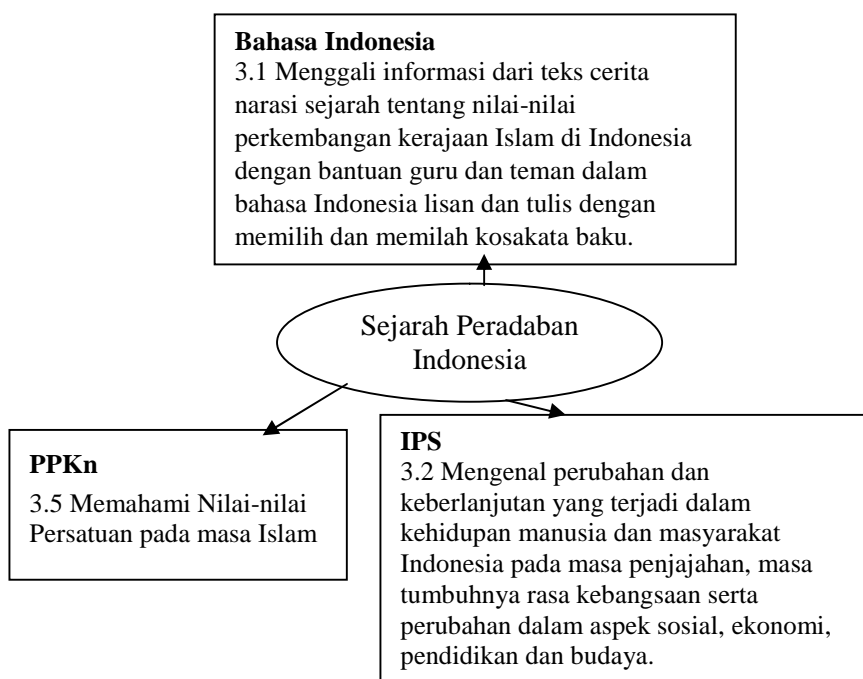 Bahasa Indonesia
3.1 Menggali informasi dari teks cerita
narasi sejarah tentang nilai-nilai
perkembangan kerajaan Islam di Indonesia
dengan bantuan guru dan teman dalam
bahasa Indonesia lisan dan tulis dengan
memilih dan memilah kosakata baku.
Sejarah Peradaban
Indonesia
PPKn
3.5 Memahami Nilai-nilai
Persatuan pada masa Islam
IPS
3.2 Mengenal perubahan dan
keberlanjutan yang terjadi dalam
kehidupan manusia dan masyarakat
Indonesia pada masa penjajahan, masa
tumbuhnya rasa kebangsaan serta
perubahan dalam aspek sosial, ekonomi,
pendidikan dan budaya.